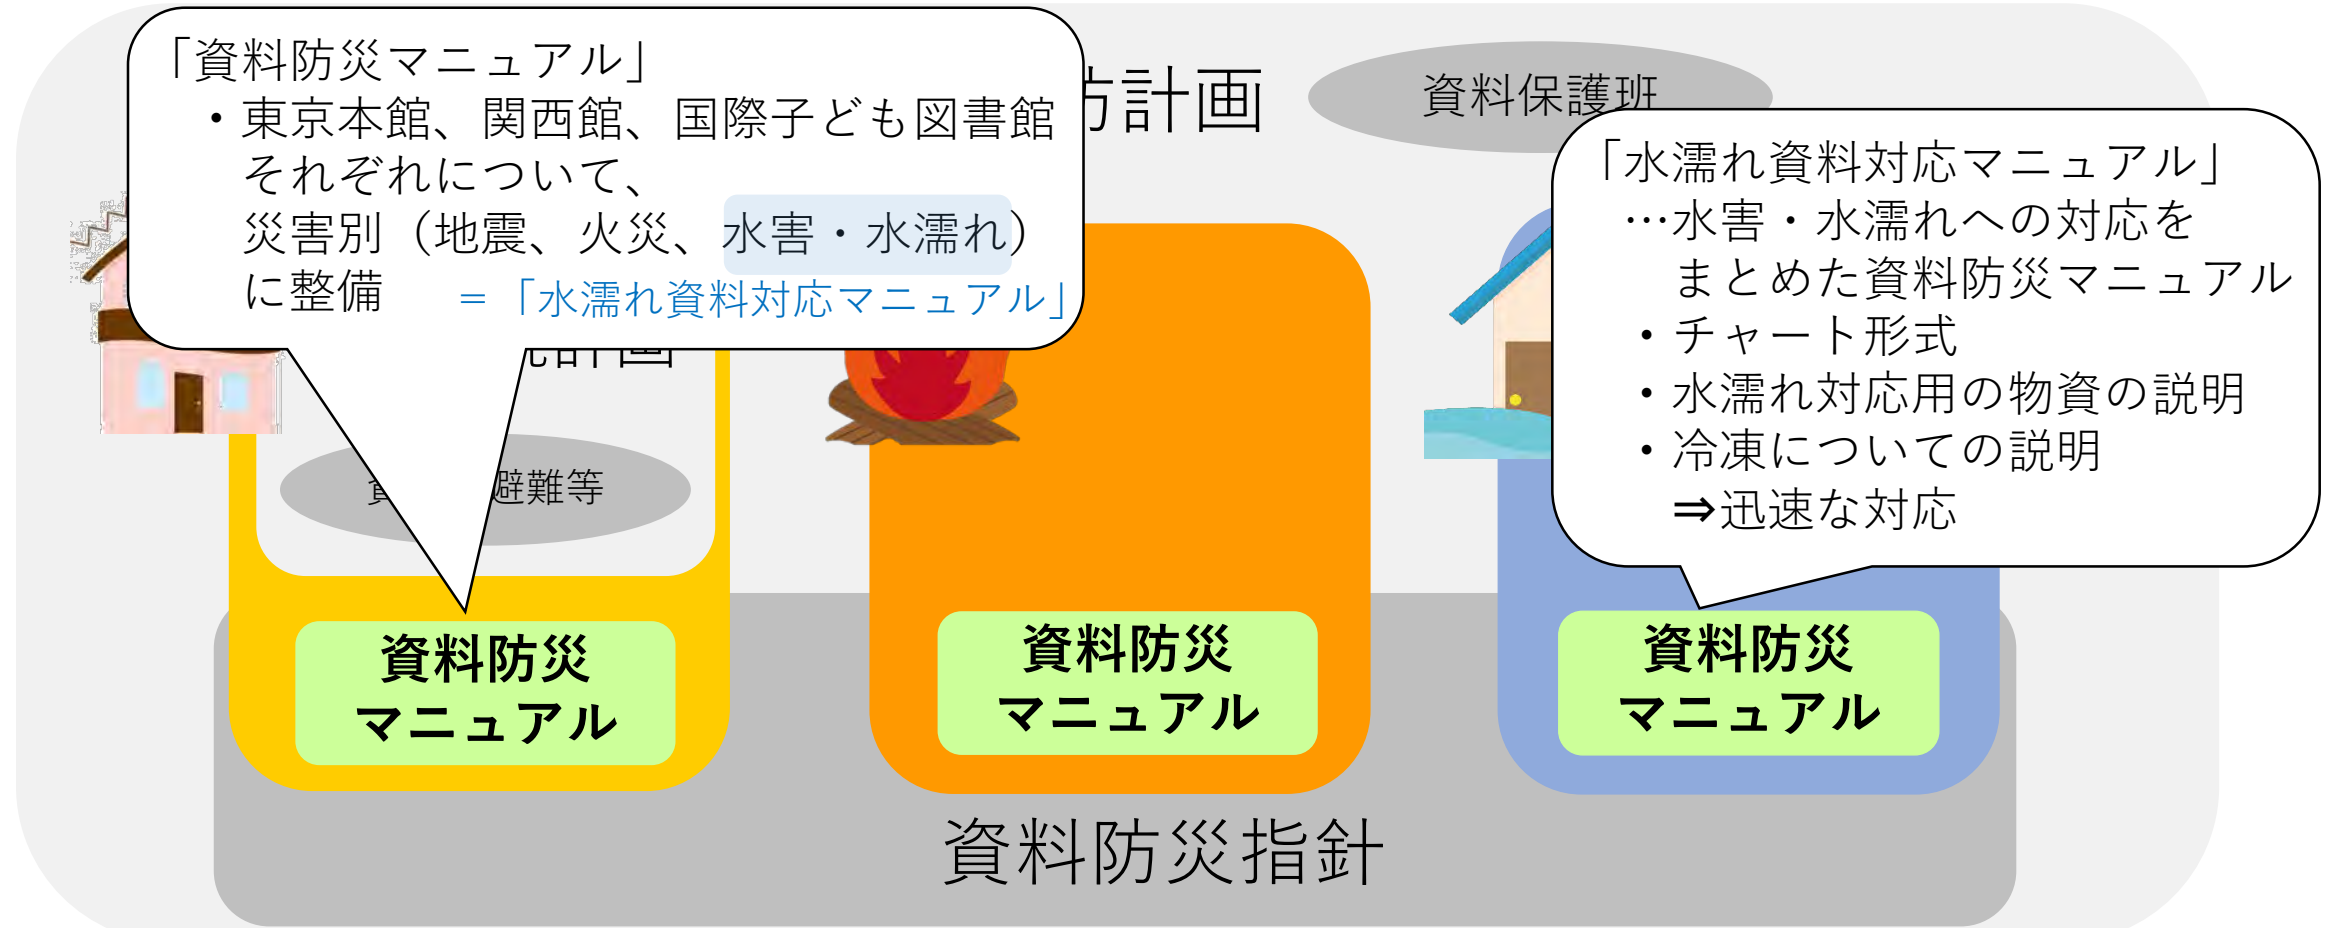 「資料防災マニュアル」
・東京本館、関西館、国際子ども図書館
それぞれについて、
災害別（地震、火災、水害・水濡れ）
に整備
＝「水濡れ資料対応マニュアル」
計画
資料保護班
「水濡れ資料対応マニュアル」
…水害・水濡れへの対応を
まとめた資料防災マニュアル
・チャート形式
・水濡れ対応用の物資の説明
・冷凍についての説明
⇒迅速な対応
計画
避難等
資料防災
マニュアル
資料防災
マニュアル
資料防災
マニュアル
資料防災指針